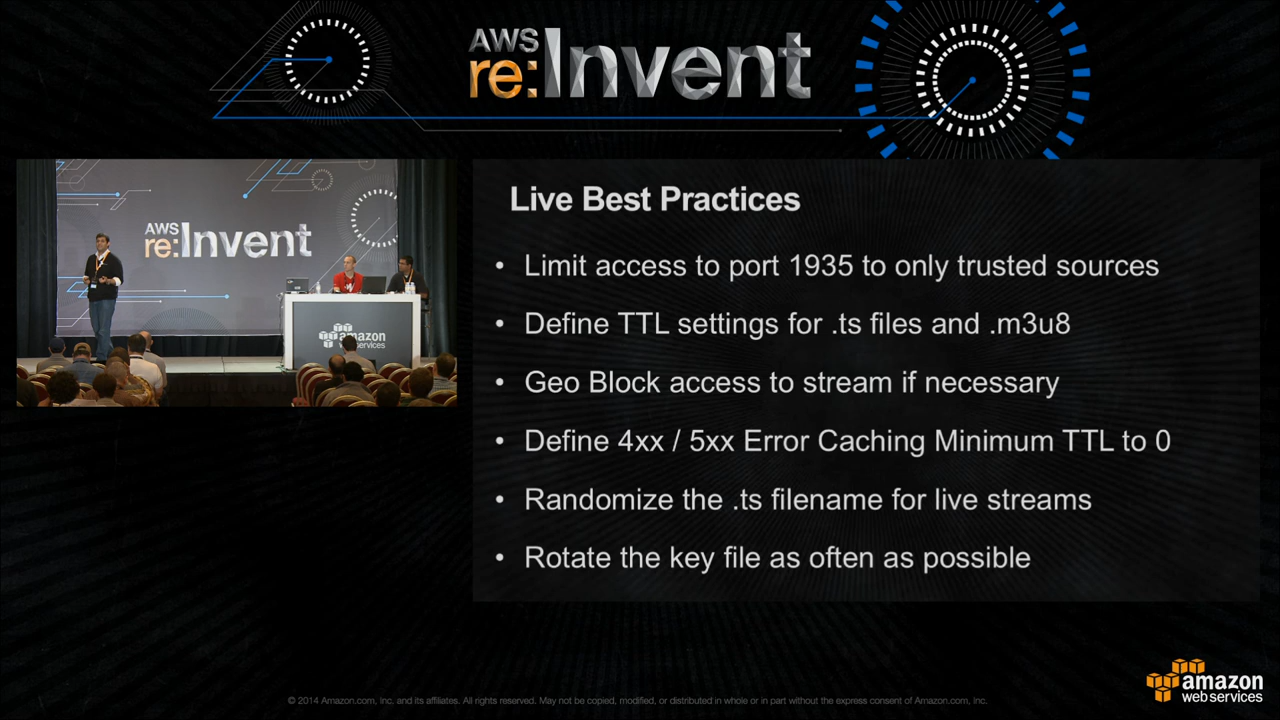 AWS
re:Invent
AWS
re:Invent
amazon
web services
Live Best Practices
• Limit access to port 1935 to only trusted sources
• Define TTL settings for .ts files and .m3u8
• Geo Block access to stream if necessary
• Define 4xx / 5xx Error Caching Minimum TTL to 0
• Randomize the .ts filename for live streams
• Rotate the key file as often as possible
© 2014 Amazon.com, Inc. and its affiliates. All rights reserved. May not be copied, modified, or distributed in whole or in part without the express consent of Amazon.com, Inc.
amazon
web services